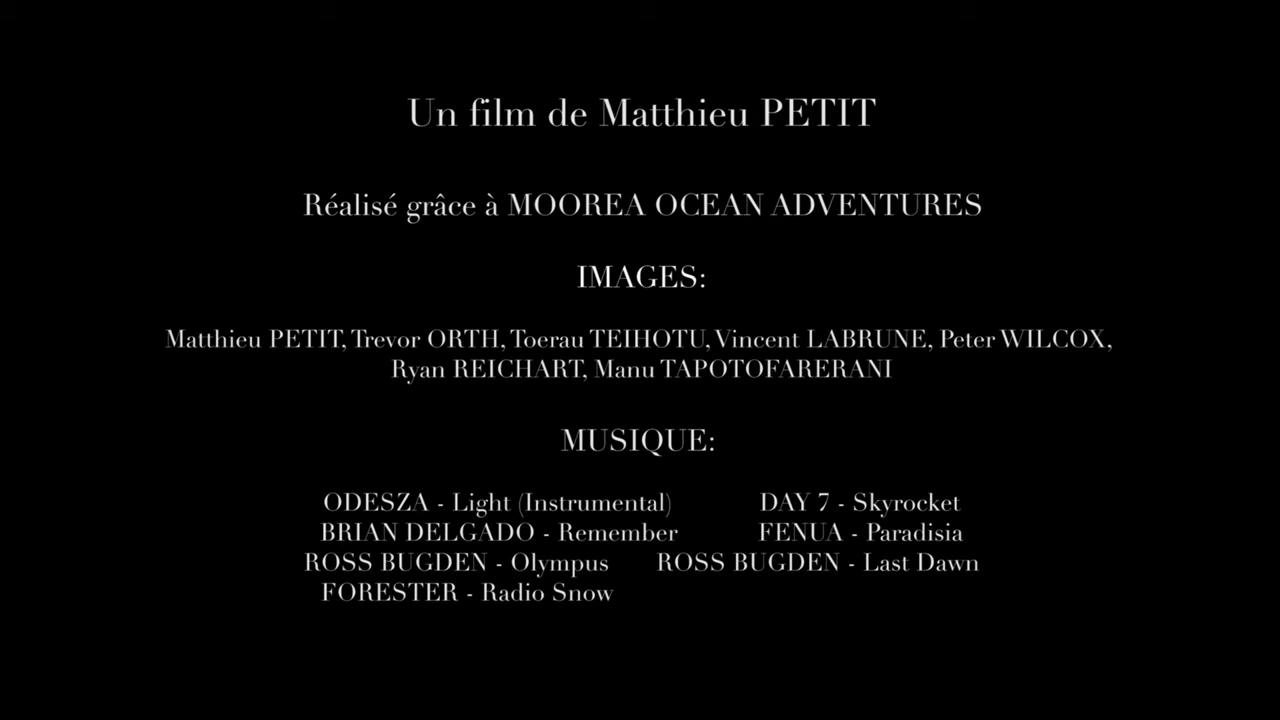 Un film de Matthieu PETIT
Réalisé grâce à MOOREA OCEAN ADVENTURES
IMAGES:
Matthieu PETIT, Trevor ORTH, Toerau TEIHOTU, Vincent LABRUNE, Peter WILCOX,
Ryan REICHART, Manu TAPOTOFARERANI
MUSIQUE:
ODESZA - Light (Instrumental) DAY 7 - Skyrocket
BRIAN DELGADO - Remember FENUA - Paradisia
ROSS BUGDEN - Olympus ROSS BUGDEN - Last Dawn
FORESTER - Radio Snow